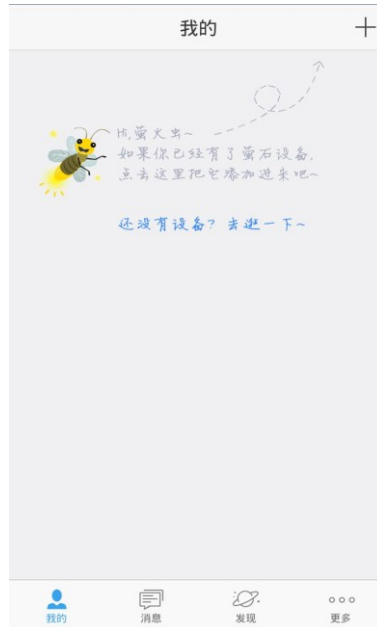 我的
Hi,萤火虫~
如果你已经有了萤石设备,
点击这里把它添加进来吧~
还没有设备?去逛一下~
我的
消息
发现
更多